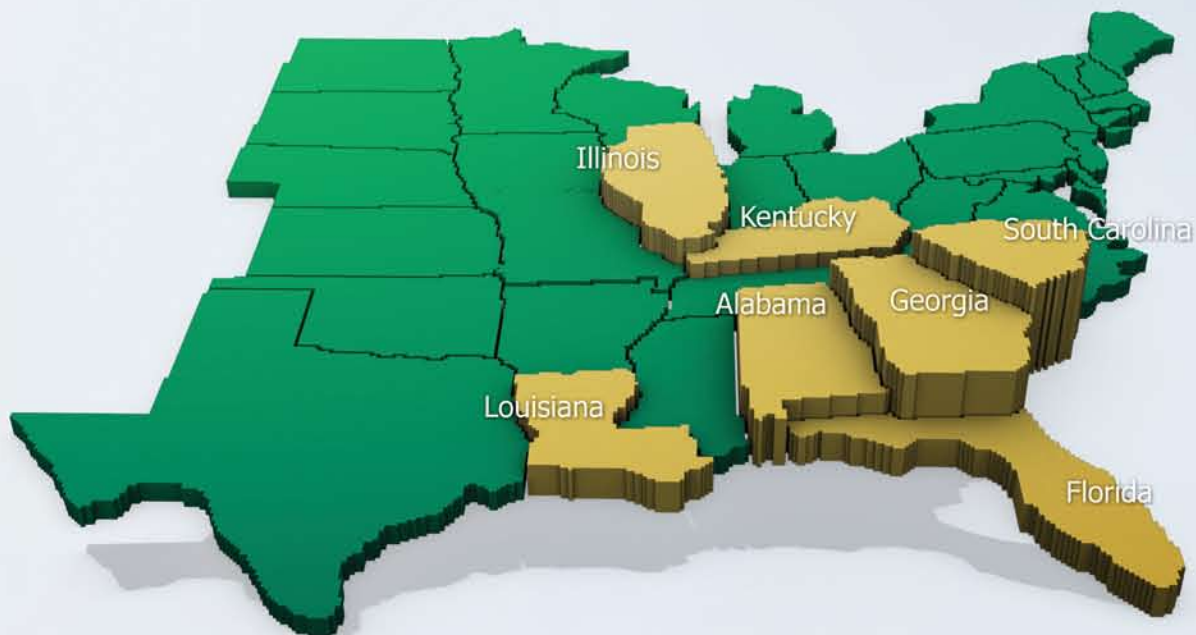 Illinois
Kentucky
South Carolina
Alabama
Georgia
Louisiana
Florida